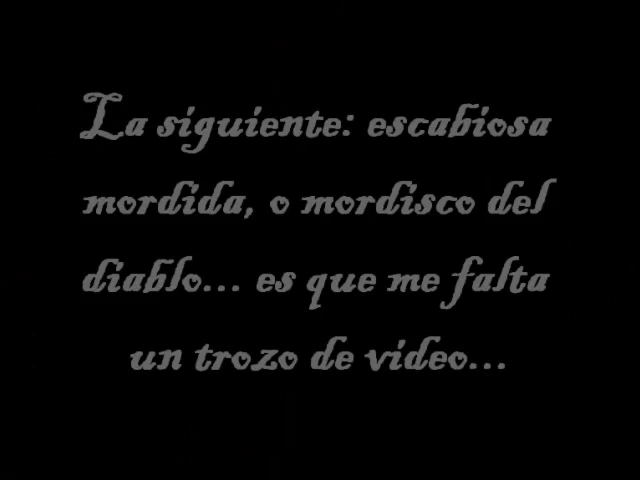 La siguiente: escabiosa
mordida, o mordisco del
diablo... es que me falta
un trozo de video...